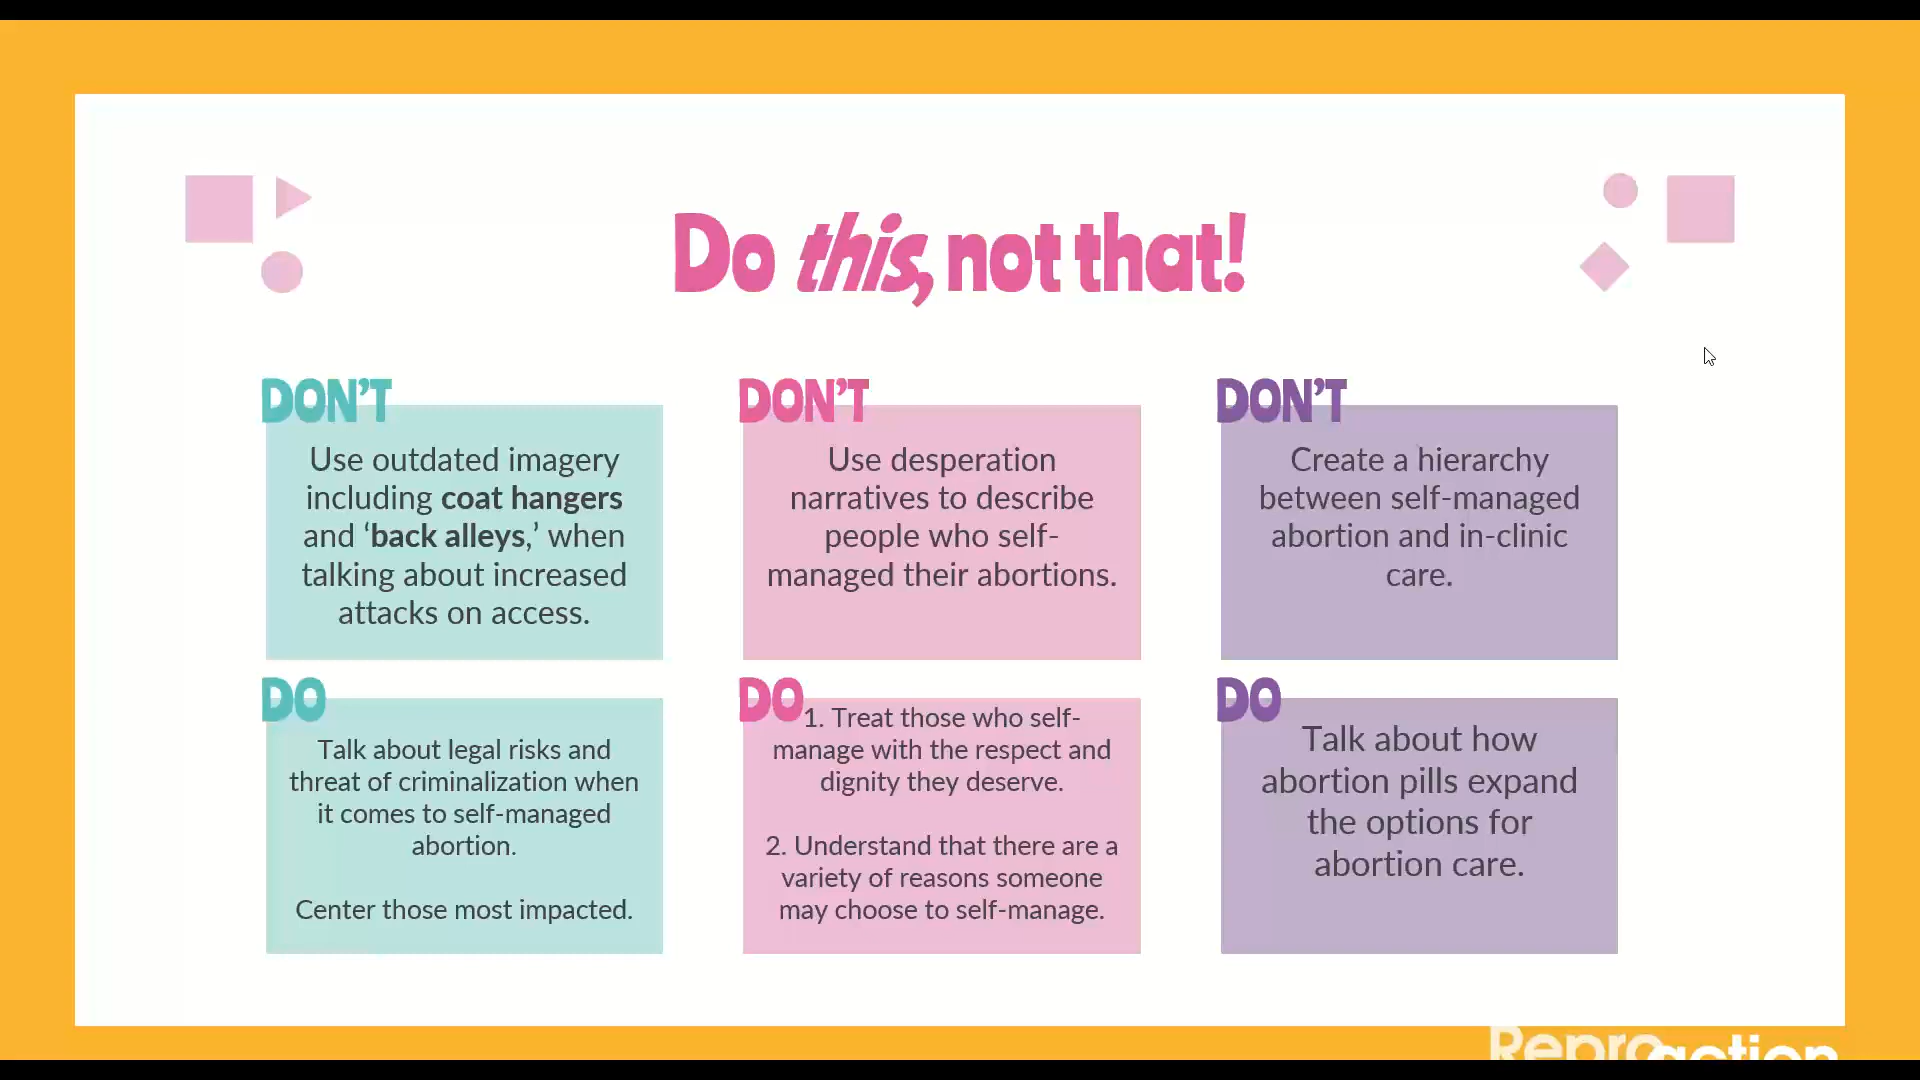 Do this, not that!
DON'T
Use outdated imagery
including coat hangers
and ‘back alleys,’ when
talking about increased
attacks on access.
DON'T
Use desperation
narratives to describe
people who self-
managed their abortions.
DON'T
Create a hierarchy
between self-managed
abortion and in-clinic
care.
DO
Talk about legal risks and
threat of criminalization when
it comes to self-managed
abortion.
Center those most impacted.
DO
1. Treat those who self-
manage with the respect and
dignity they deserve.
2. Understand that there are a
variety of reasons someone
may choose to self-manage.
DO
Talk about how
abortion pills expand
the options for
abortion care.
Reproaction